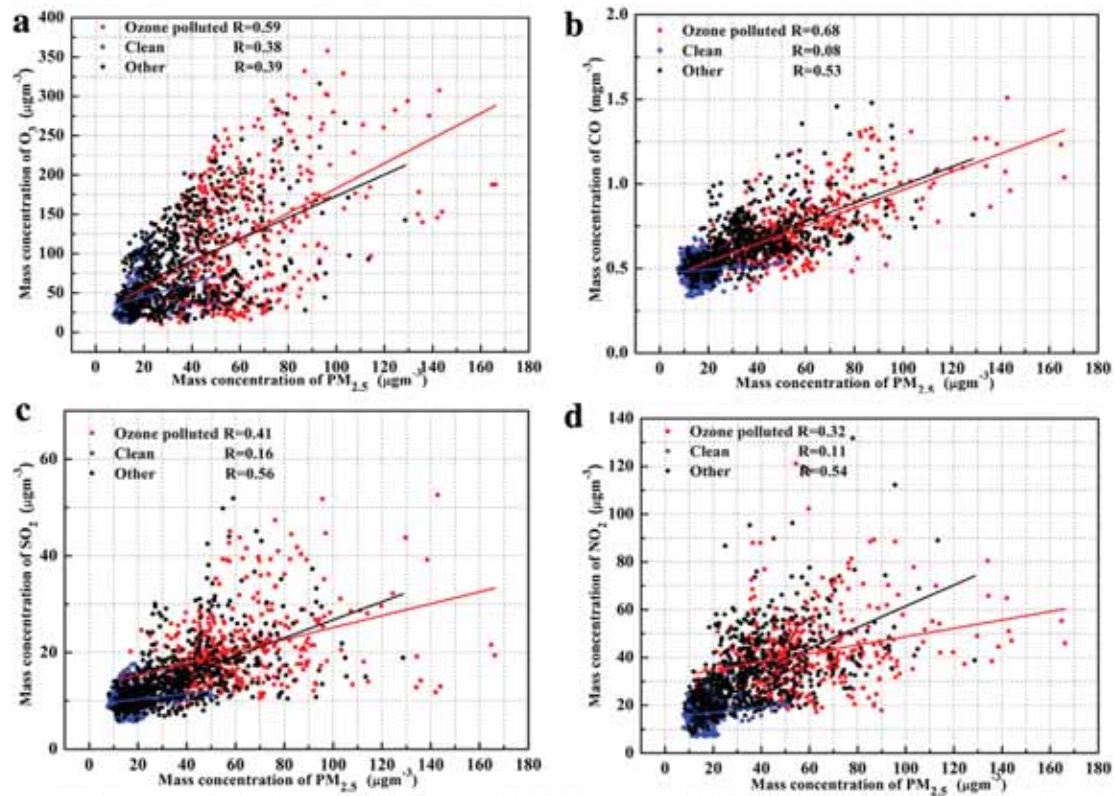 a
400
350
300
250
200
150
100
50
0
Mass concentration of O3 (μgm-3)
Ozone polluted R=0.59
Clean R=0.38
Other R=0.39
0 20 40 60 80 100 120 140 160 180
Mass concentration of PM2.5 (μgm-3)
b
2.0
1.5
1.0
0.5
0.0
Mass concentration of CO (mgm-3)
Ozone polluted R=0.68
Clean R=0.08
Other R=0.53
0 20 40 60 80 100 120 140 160 180
Mass concentration of PM2.5 (μgm-3)
c
60
40
20
0
Mass concentration of SO2 (μgm-3)
Ozone polluted R=0.41
Clean R=0.16
Other R=0.56
0 20 40 60 80 100 120 140 160 180
Mass concentration of PM2.5 (μgm-3)
d
140
120
100
80
60
40
20
0
Mass concentration of NO2 (μgm-3)
Ozone polluted R=0.32
Clean R=0.11
Other R=0.54
0 20 40 60 80 100 120 140 160 180
Mass concentration of PM2.5 (μgm-3)